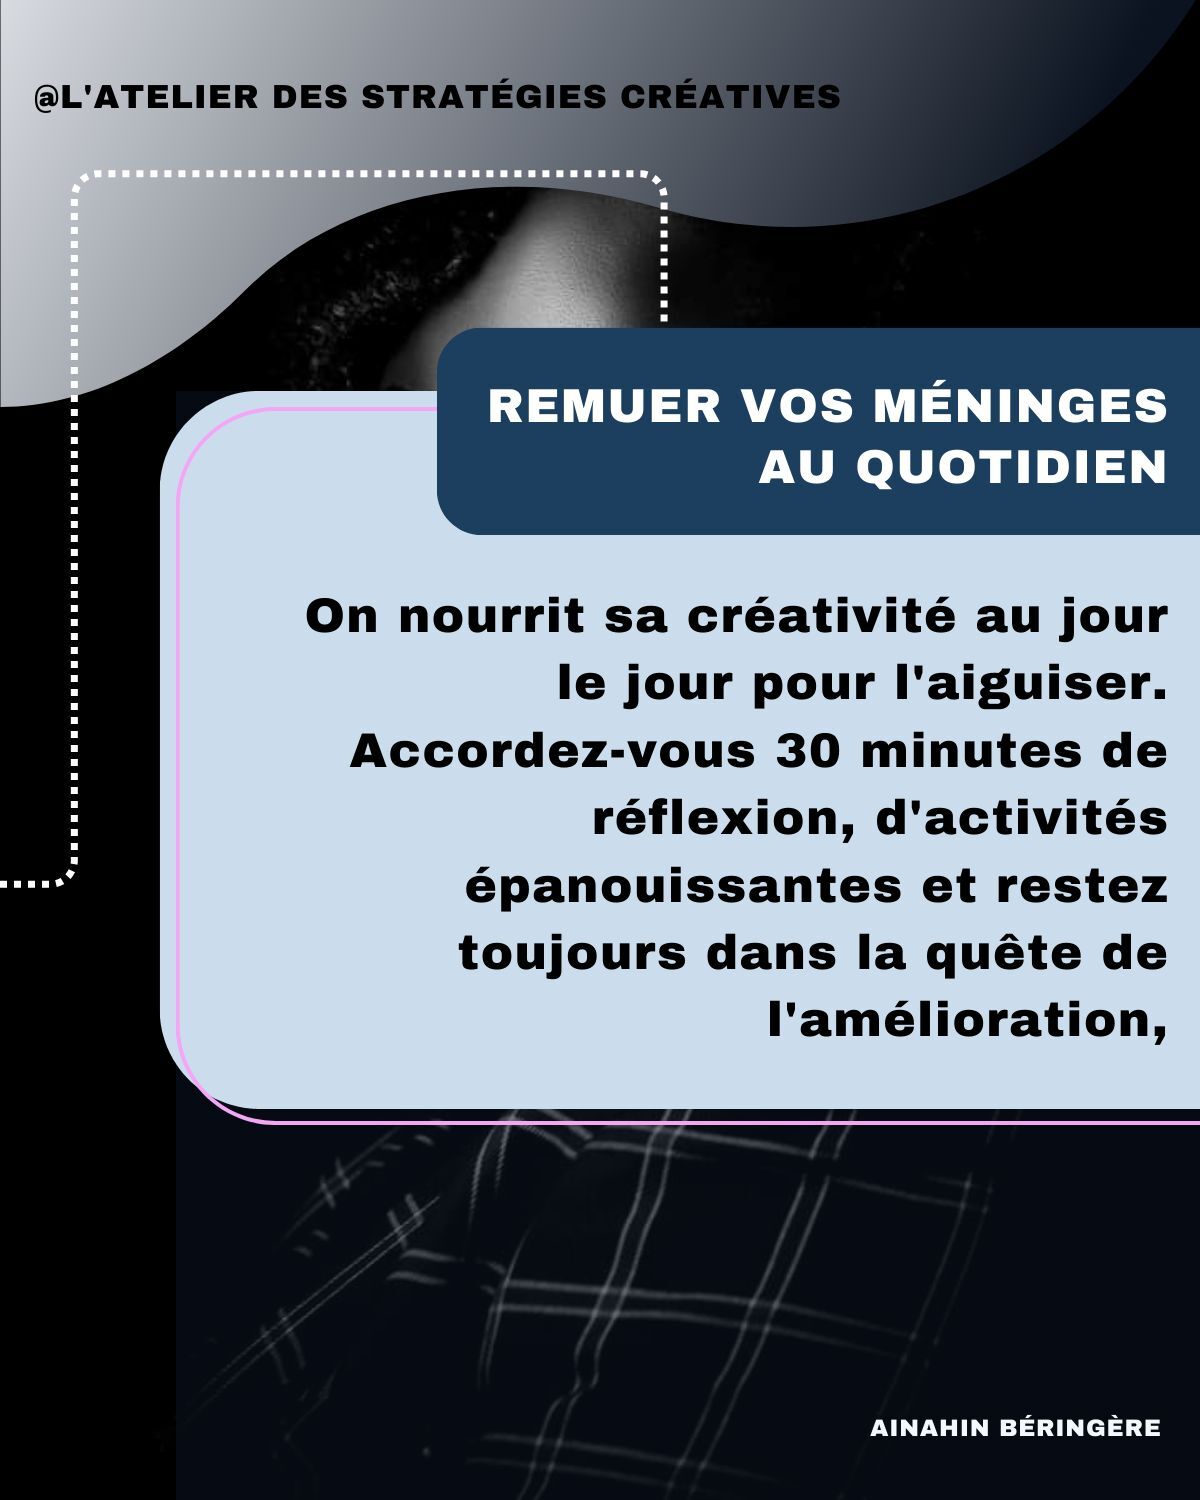 @L'ATELIER DES STRATÉGIES CRÉATIVES
REMUER VOS MÉNINGES
AU QUOTIDIEN
On nourrit sa créativité au jour
le jour pour l'aiguiser.
Accordez-vous 30 minutes de
réflexion, d'activités
épanouissantes et restez
toujours dans la quête de
l'amélioration,
AINAHIN BÉRINGÈRE